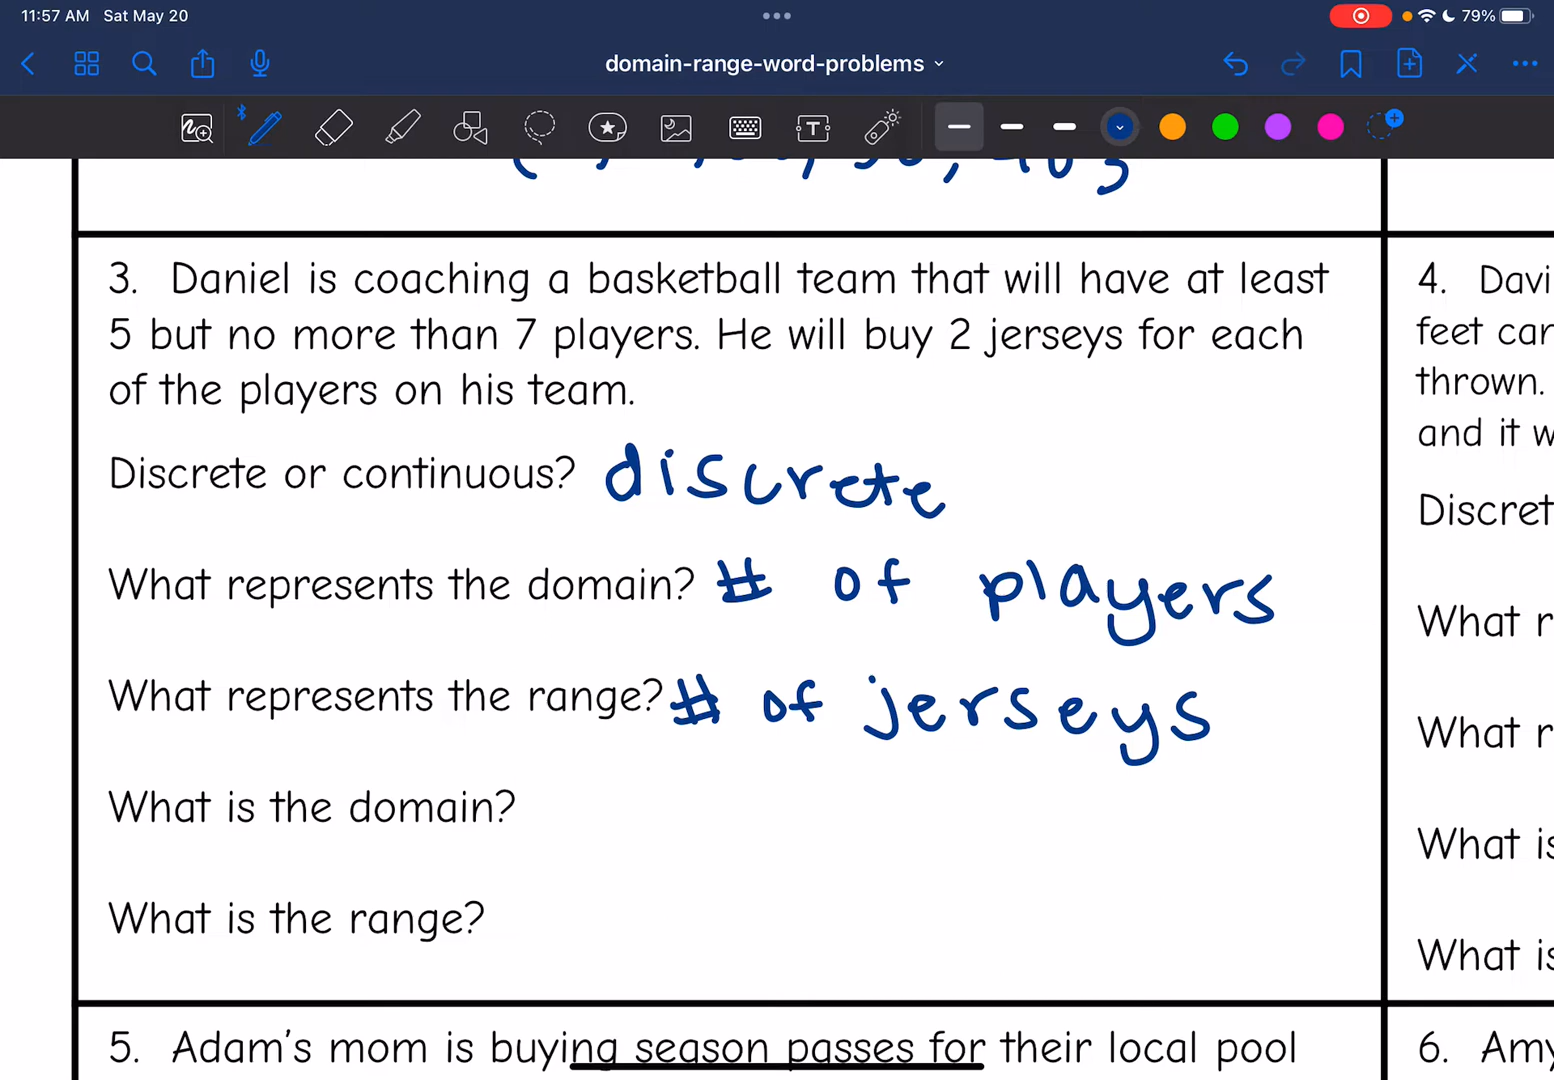 11:57 AM Sat May 20
79%
domain-range-word-problems
T
3. Daniel is coaching a basketball team that will have at least
5 but no more than 7 players. He will buy 2 jerseys for each
of the players on his team.
Discrete or continuous? discrete
What represents the domain? # of players
What represents the range? # of jerseys
What is the domain?
What is the range?
4. Davi
feet car
thrown.
and it w
Discret
What r
What r
What is
What is
5. Adam's mom is buying season passes for their local pool
6. Amy